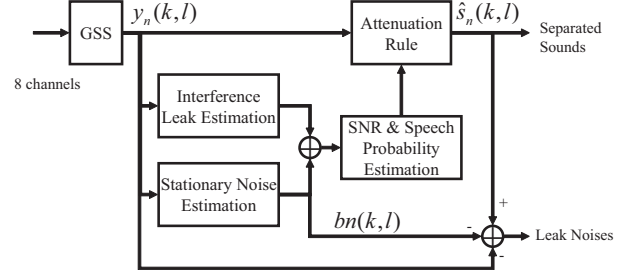 GSS
y_n(k,l)
Attenuation
Rule
ŝ_n(k,l)
Separated
Sounds
8 channels
Interference
Leak Estimation
SNR & Speech
Probability
Estimation
Stationary Noise
Estimation
bn(k,l)
+
-
Leak Noises
-